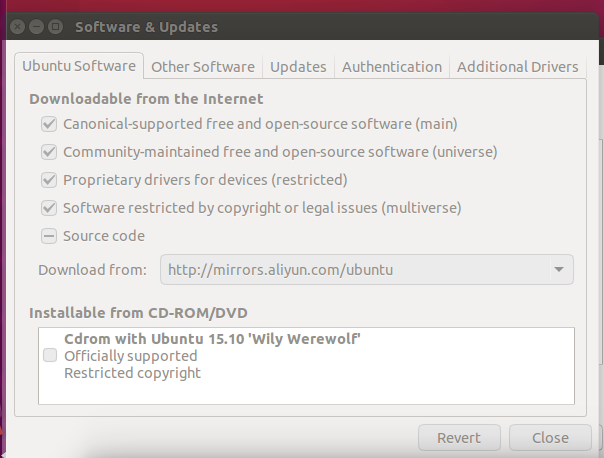 Software & Updates
Ubuntu Software
Other Software
Updates
Authentication
Additional Drivers
Downloadable from the Internet
Canonical-supported free and open-source software (main)
Community-maintained free and open-source software (universe)
Proprietary drivers for devices (restricted)
Software restricted by copyright or legal issues (multiverse)
Source code
Download from:
http://mirrors.aliyun.com/ubuntu
Installable from CD-ROM/DVD
Cdrom with Ubuntu 15.10 'Wily Werewolf'
Officially supported
Restricted copyright
Revert
Close